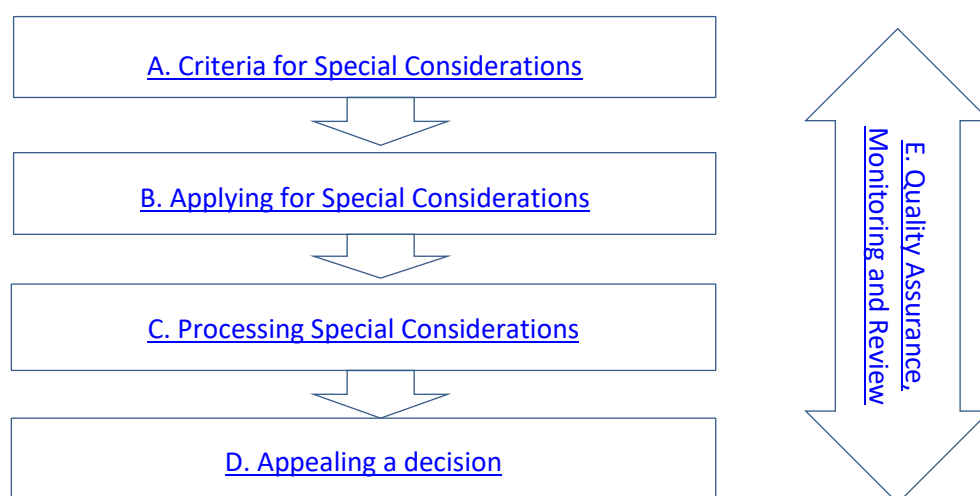 A. Criteria for Special Considerations
B. Applying for Special Considerations
C. Processing Special Considerations
D. Appealing a decision
E. Quality Assurance,
Monitoring and Review